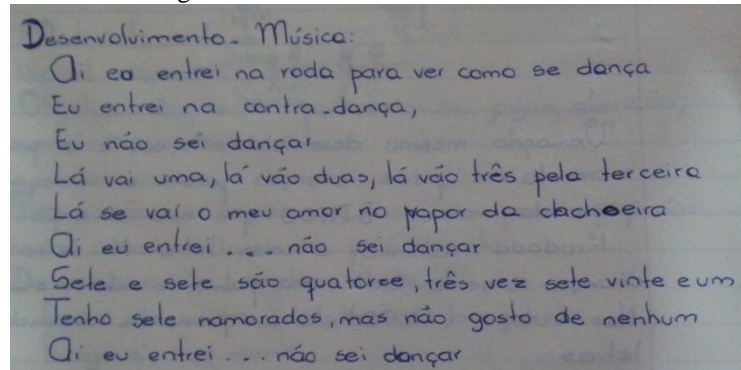 Desenvolvimento - Música:
Ai eo entrei na roda para ver como se dança
Eu entrei na contra-dança,
Eu não sei dançar
Lá vai uma, lá vão duas, lá vão três pela terceira
Lá se vai o meu amor no vapor da cachoeira
Ai eu entrei ... não sei dançar
Sete e sete são quatorze, três vez sete vinte e um
Tenho sete namorados, mas não gosto de nenhum
Ai eu entrei ... não sei dançar